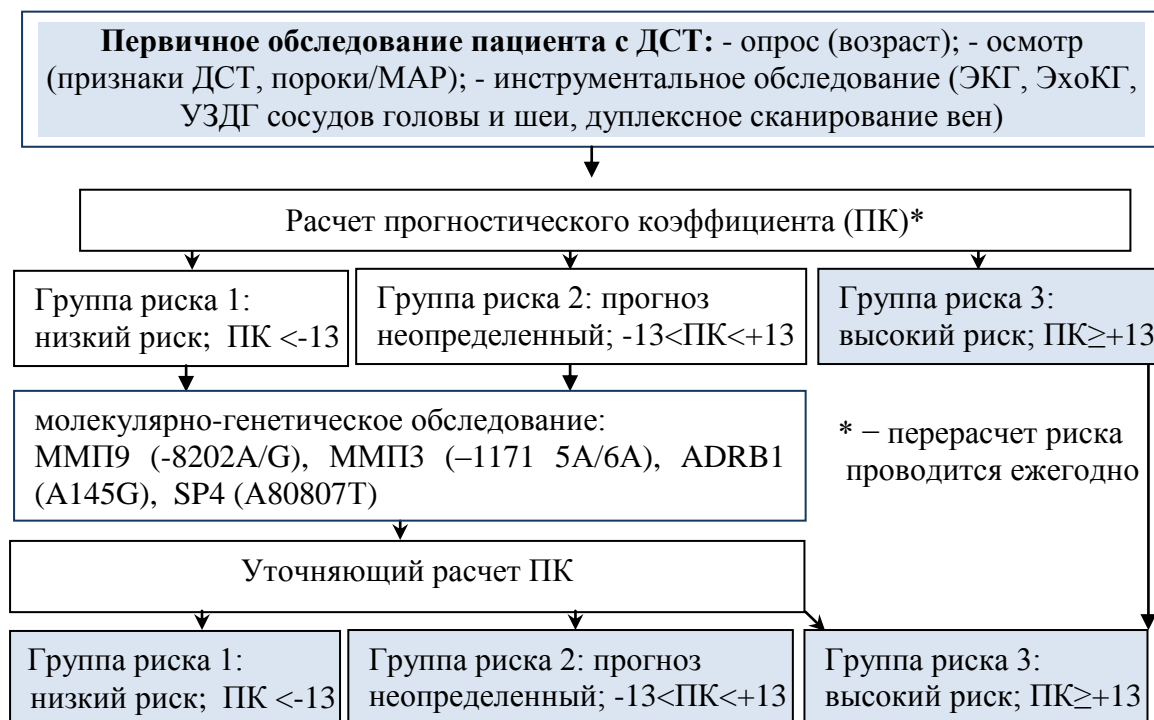 Первичное обследование пациента с ДСТ: - опрос (возраст); - осмотр
(признаки ДСТ, пороки/МАР); - инструментальное обследование (ЭКГ, ЭхоКГ,
УЗДГ сосудов головы и шеи, дуплексное сканирование вен)
Расчет прогностического коэффициента (ПК)*
Группа риска 1:
низкий риск; ПК <-13
Группа риска 2: прогноз
неопределенный; -13<ПК<+13
Группа риска 3:
высокий риск; ПК≥+13
молекулярно-генетическое обследование:
ММП9 (-8202A/G), ММП3 (–1171 5A/6A), ADRB1
(A145G), SP4 (A80807T)
* – перерасчет риска
проводится ежегодно
Уточняющий расчет ПК
Группа риска 1:
низкий риск; ПК <-13
Группа риска 2: прогноз
неопределенный; -13<ПК<+13
Группа риска 3:
высокий риск; ПК≥+13